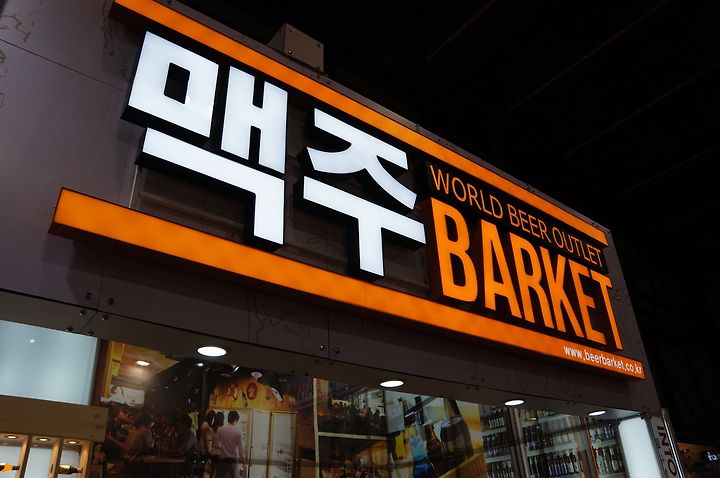 맥주
WORLD BEER OUTLET
BARKET
www.beerbarket.co.kr